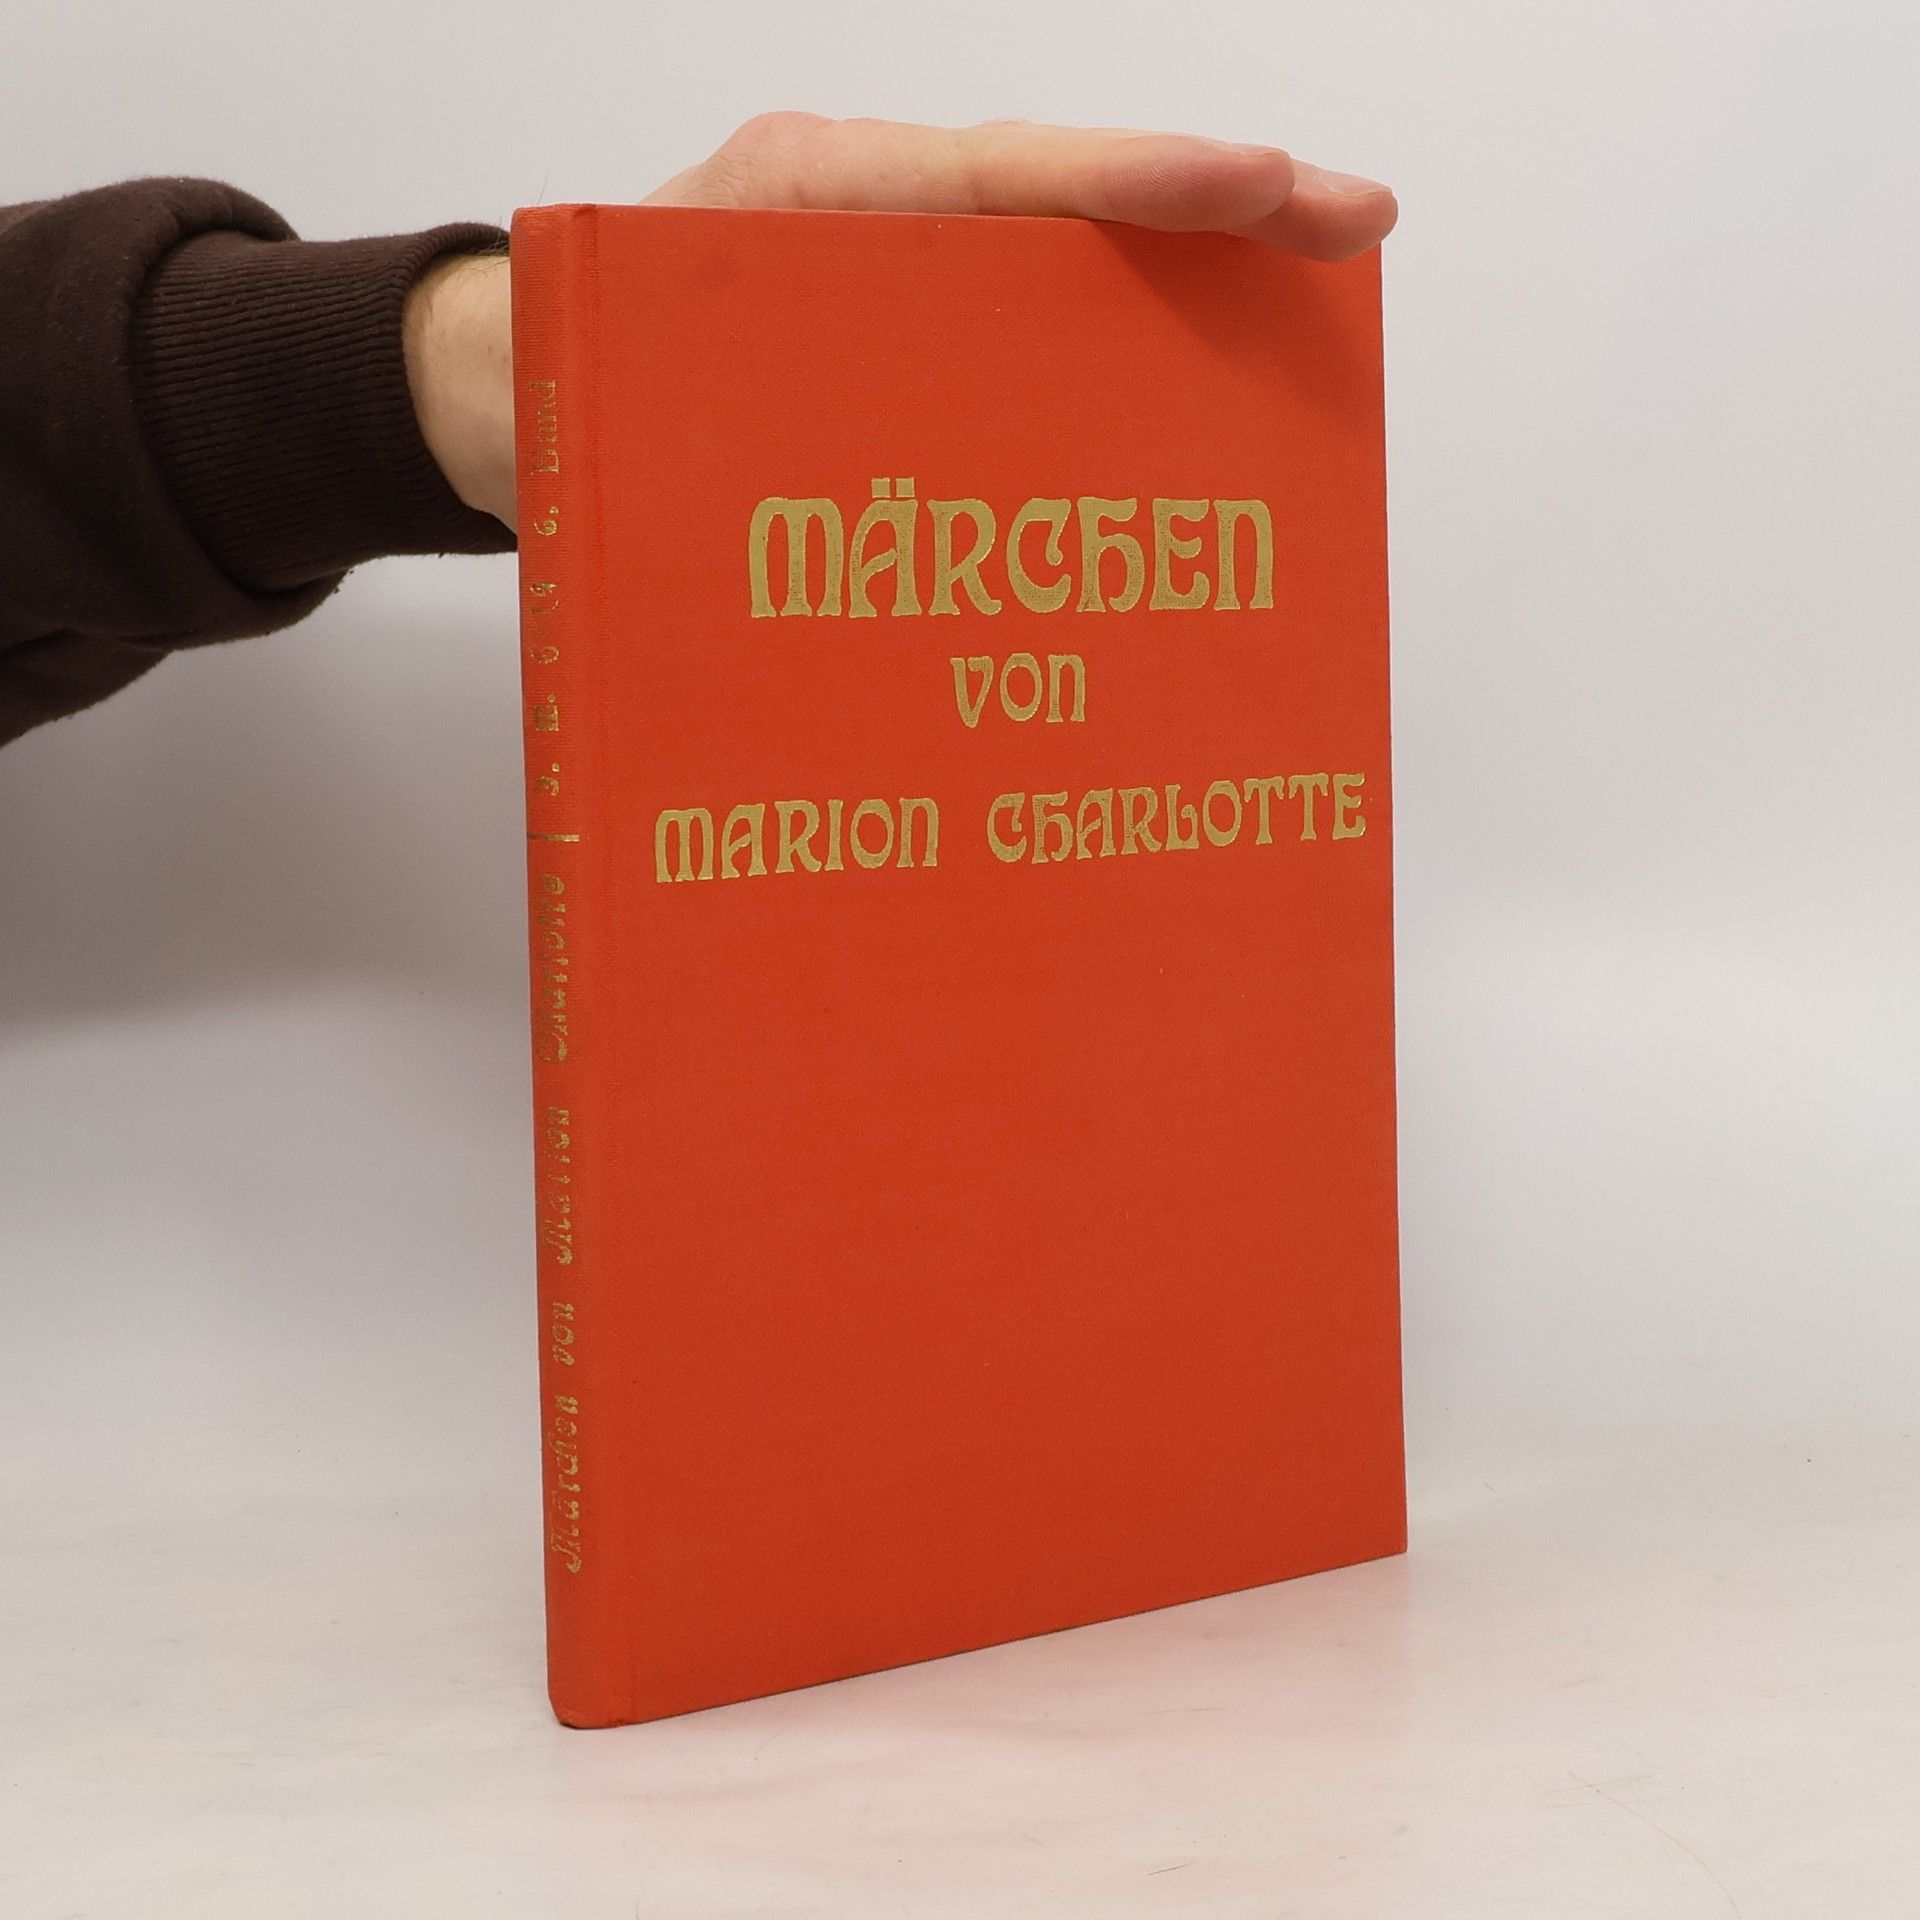 MÄRCHEN
von
MARION CHARLOTTE
Märchen von Marion Charlotte | 6. Band